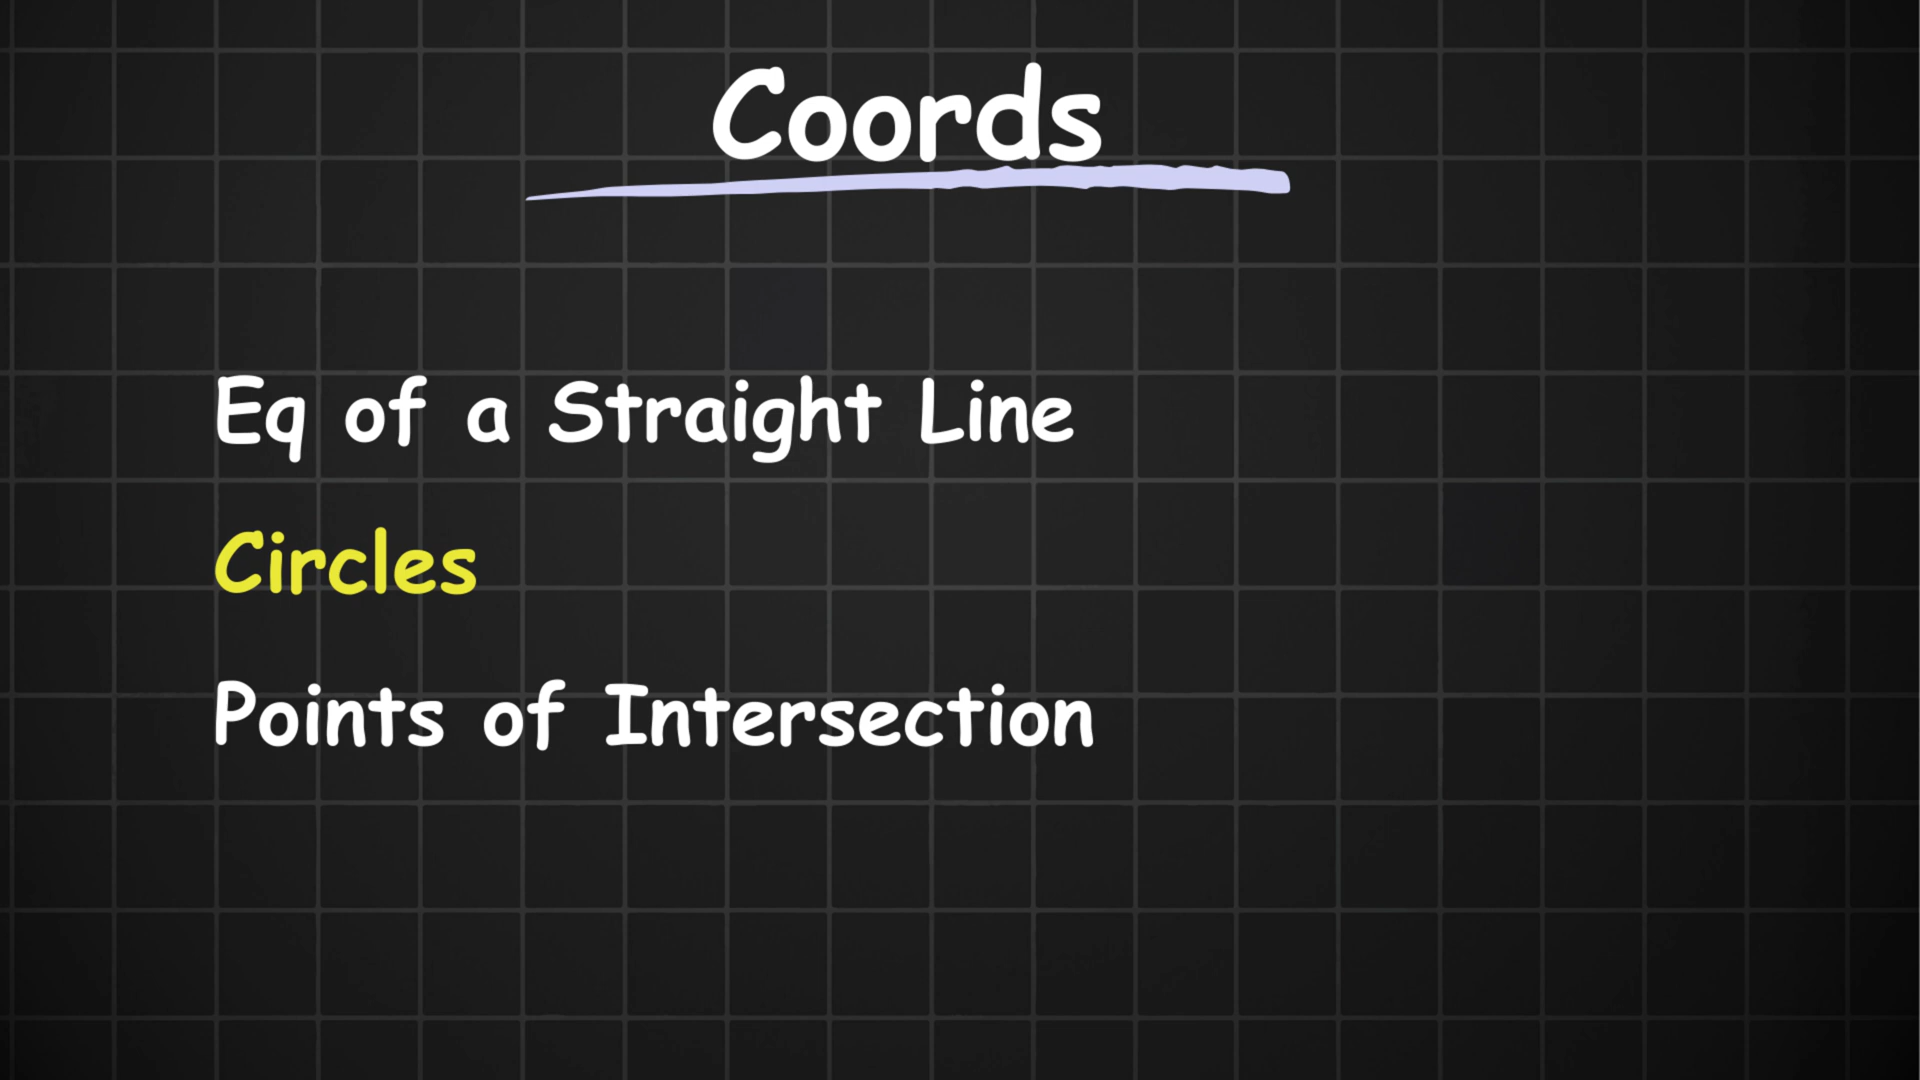 Coords
Eq of a Straight Line
Circles
Points of Intersection